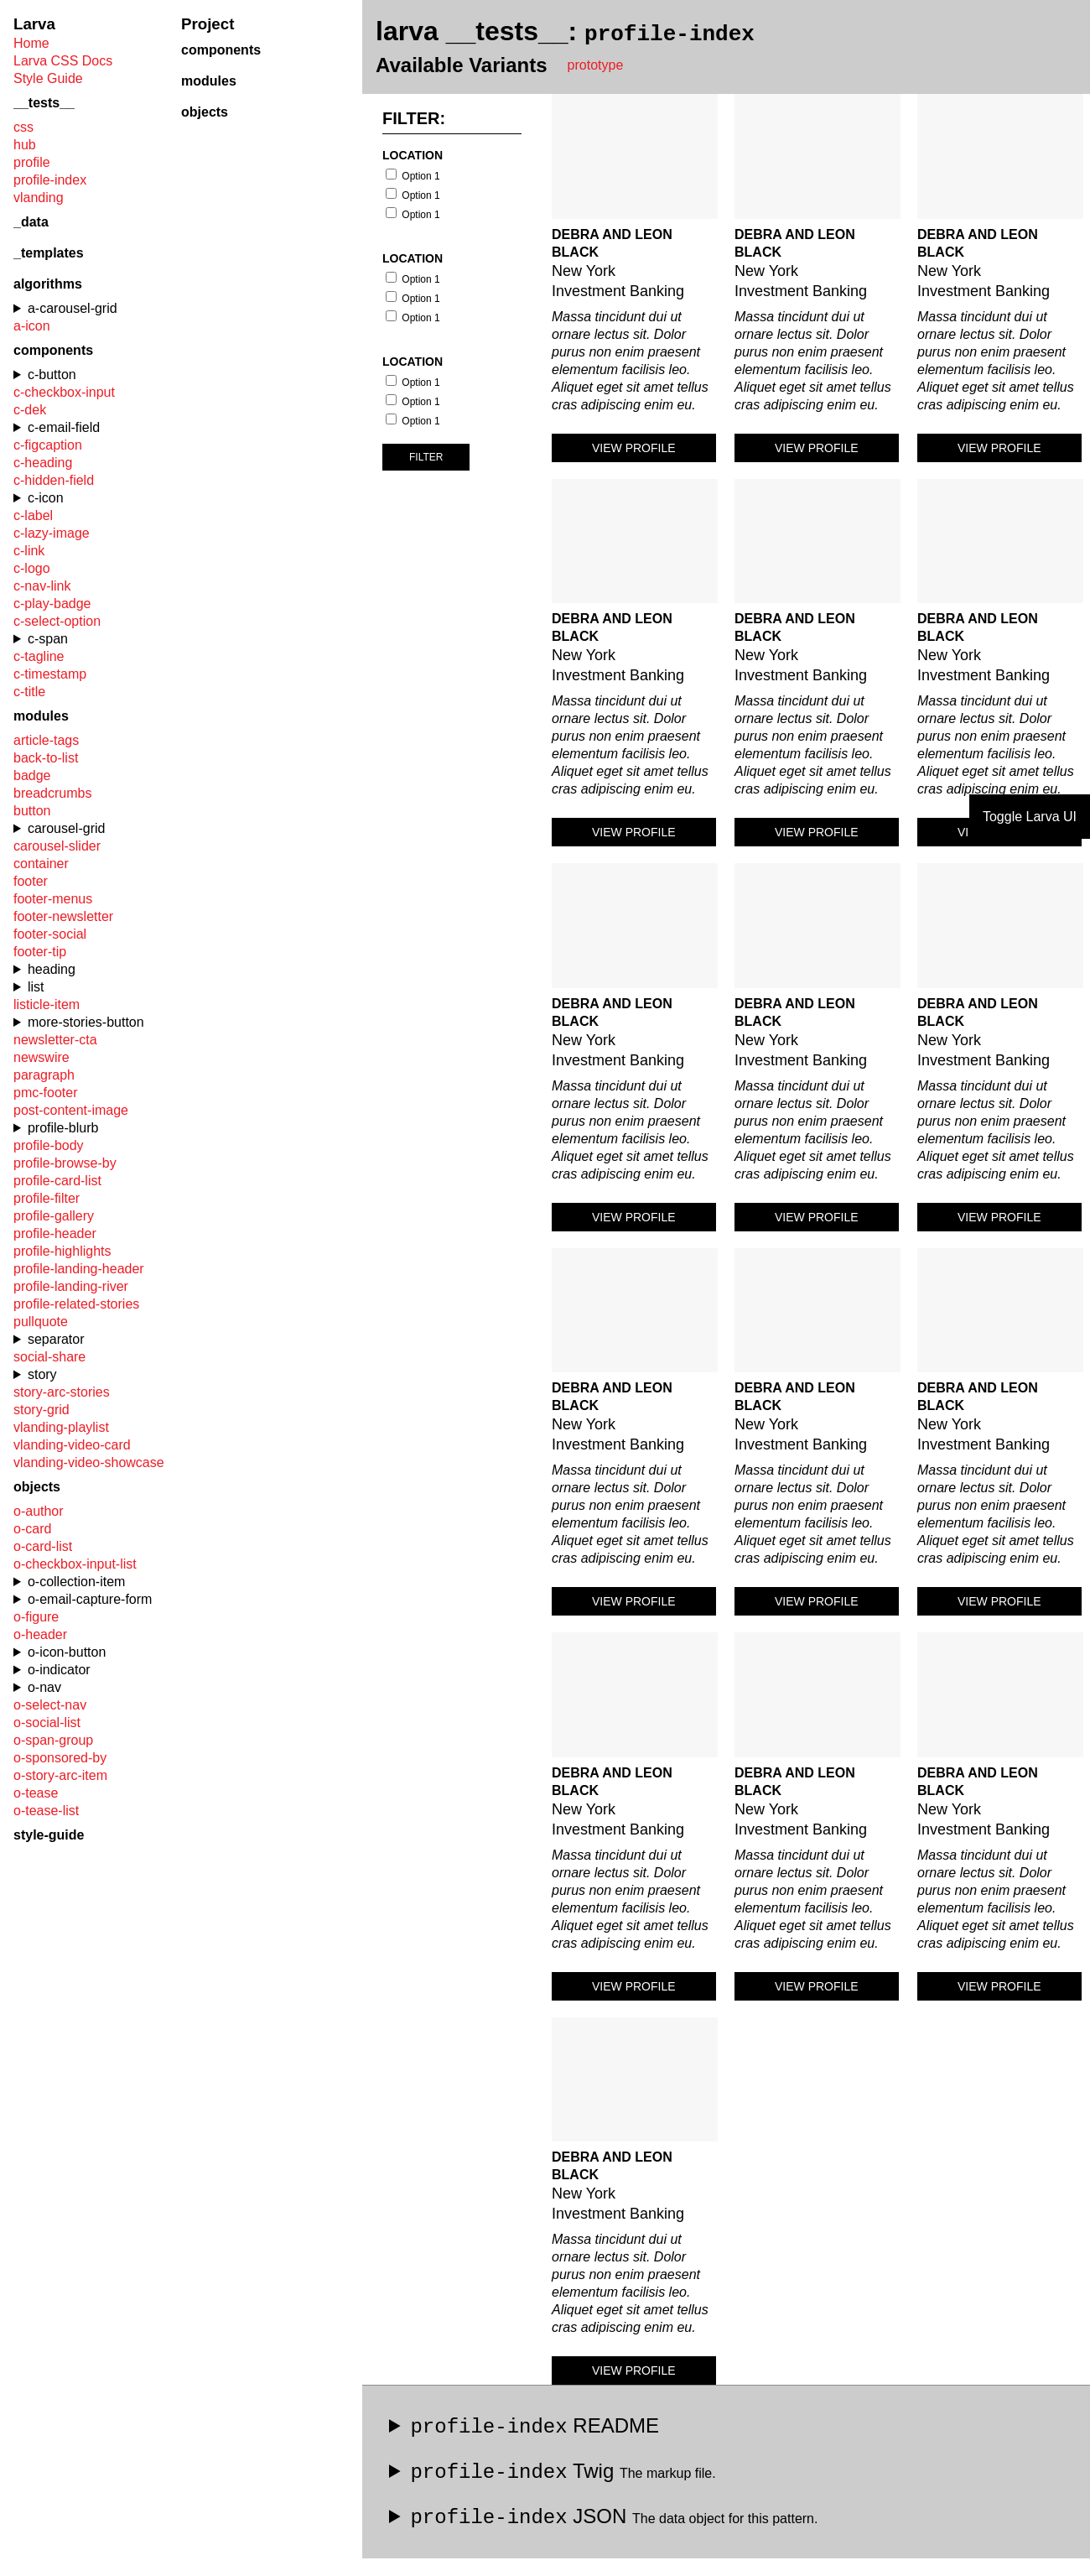 Larva
Home
Larva CSS Docs
Style Guide
__tests__
css
hub
profile
profile-index
vlanding
_data
_templates
algorithms
a-carousel-grid
a-icon
components
c-button
c-checkbox-input
c-dek
c-email-field
c-figcaption
c-heading
c-hidden-field
c-icon
c-label
c-lazy-image
c-link
c-logo
c-nav-link
c-play-badge
c-select-option
c-span
c-tagline
c-timestamp
c-title
modules
article-tags
back-to-list
badge
breadcrumbs
button
carousel-grid
carousel-slider
container
footer
footer-menus
footer-newsletter
footer-social
footer-tip
heading
list
listicle-item
more-stories-button
newsletter-cta
newswire
paragraph
pmc-footer
post-content-image
profile-blurb
profile-body
profile-browse-by
profile-card-list
profile-filter
profile-gallery
profile-header
profile-highlights
profile-landing-header
profile-landing-river
profile-related-stories
pullquote
separator
social-share
story
story-arc-stories
story-grid
vlanding-playlist
vlanding-video-card
vlanding-video-showcase
objects
o-author
o-card
o-card-list
o-checkbox-input-list
o-collection-item
o-email-capture-form
o-figure
o-header
o-icon-button
o-indicator
o-nav
o-select-nav
o-social-list
o-span-group
o-sponsored-by
o-story-arc-item
o-tease
o-tease-list
style-guide
Project
components
modules
objects
larva __tests__: profile-index
Available Variants prototype
FILTER:
LOCATION
Option 1
Option 1
Option 1
LOCATION
Option 1
Option 1
Option 1
LOCATION
Option 1
Option 1
Option 1
FILTER
DEBRA AND LEON
BLACK
New York
Investment Banking
Massa tincidunt dui ut
ornare lectus sit. Dolor
purus non enim praesent
elementum facilisis leo.
Aliquet eget sit amet tellus
cras adipiscing enim eu.
VIEW PROFILE
DEBRA AND LEON
BLACK
New York
Investment Banking
Massa tincidunt dui ut
ornare lectus sit. Dolor
purus non enim praesent
elementum facilisis leo.
Aliquet eget sit amet tellus
cras adipiscing enim eu.
VIEW PROFILE
DEBRA AND LEON
BLACK
New York
Investment Banking
Massa tincidunt dui ut
ornare lectus sit. Dolor
purus non enim praesent
elementum facilisis leo.
Aliquet eget sit amet tellus
cras adipiscing enim eu.
VIEW PROFILE
DEBRA AND LEON
BLACK
New York
Investment Banking
Massa tincidunt dui ut
ornare lectus sit. Dolor
purus non enim praesent
elementum facilisis leo.
Aliquet eget sit amet tellus
cras adipiscing enim eu.
VIEW PROFILE
DEBRA AND LEON
BLACK
New York
Investment Banking
Massa tincidunt dui ut
ornare lectus sit. Dolor
purus non enim praesent
elementum facilisis leo.
Aliquet eget sit amet tellus
cras adipiscing enim eu.
VIEW PROFILE
DEBRA AND LEON
BLACK
New York
Investment Banking
Massa tincidunt dui ut
ornare lectus sit. Dolor
purus non enim praesent
elementum facilisis leo.
Aliquet eget sit amet tellus
cras adipiscing enim eu.
Toggle Larva UI
DEBRA AND LEON
BLACK
New York
Investment Banking
Massa tincidunt dui ut
ornare lectus sit. Dolor
purus non enim praesent
elementum facilisis leo.
Aliquet eget sit amet tellus
cras adipiscing enim eu.
VIEW PROFILE
DEBRA AND LEON
BLACK
New York
Investment Banking
Massa tincidunt dui ut
ornare lectus sit. Dolor
purus non enim praesent
elementum facilisis leo.
Aliquet eget sit amet tellus
cras adipiscing enim eu.
VIEW PROFILE
DEBRA AND LEON
BLACK
New York
Investment Banking
Massa tincidunt dui ut
ornare lectus sit. Dolor
purus non enim praesent
elementum facilisis leo.
Aliquet eget sit amet tellus
cras adipiscing enim eu.
VIEW PROFILE
DEBRA AND LEON
BLACK
New York
Investment Banking
Massa tincidunt dui ut
ornare lectus sit. Dolor
purus non enim praesent
elementum facilisis leo.
Aliquet eget sit amet tellus
cras adipiscing enim eu.
VIEW PROFILE
DEBRA AND LEON
BLACK
New York
Investment Banking
Massa tincidunt dui ut
ornare lectus sit. Dolor
purus non enim praesent
elementum facilisis leo.
Aliquet eget sit amet tellus
cras adipiscing enim eu.
VIEW PROFILE
DEBRA AND LEON
BLACK
New York
Investment Banking
Massa tincidunt dui ut
ornare lectus sit. Dolor
purus non enim praesent
elementum facilisis leo.
Aliquet eget sit amet tellus
cras adipiscing enim eu.
VIEW PROFILE
DEBRA AND LEON
BLACK
New York
Investment Banking
Massa tincidunt dui ut
ornare lectus sit. Dolor
purus non enim praesent
elementum facilisis leo.
Aliquet eget sit amet tellus
cras adipiscing enim eu.
VIEW PROFILE
DEBRA AND LEON
BLACK
New York
Investment Banking
Massa tincidunt dui ut
ornare lectus sit. Dolor
purus non enim praesent
elementum facilisis leo.
Aliquet eget sit amet tellus
cras adipiscing enim eu.
VIEW PROFILE
DEBRA AND LEON
BLACK
New York
Investment Banking
Massa tincidunt dui ut
ornare lectus sit. Dolor
purus non enim praesent
elementum facilisis leo.
Aliquet eget sit amet tellus
cras adipiscing enim eu.
VIEW PROFILE
DEBRA AND LEON
BLACK
New York
Investment Banking
Massa tincidunt dui ut
ornare lectus sit. Dolor
purus non enim praesent
elementum facilisis leo.
Aliquet eget sit amet tellus
cras adipiscing enim eu.
VIEW PROFILE
profile-index README
profile-index Twig The markup file.
profile-index JSON The data object for this pattern.